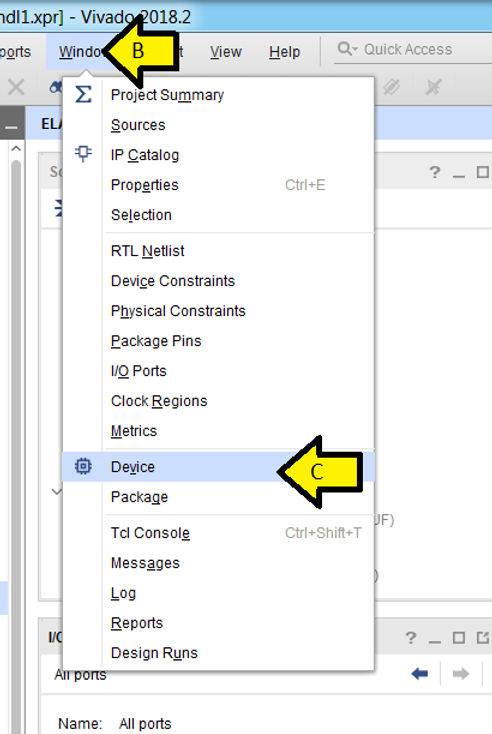 ndl1.xpr] - Vivado 2018.2
ports Windo B t View Help Quick Access
ELA
Σ Project Summary
Sources
IP Catalog
Properties Ctrl+E
Selection
RTL Netlist
Device Constraints
Physical Constraints
Package Pins
I/O Ports
Clock Regions
Metrics
Device C
Package
UF)
Tcl Console Ctrl+Shift+T
Messages
)
Log
Reports
I/O
Design Runs
All ports
Name: All ports